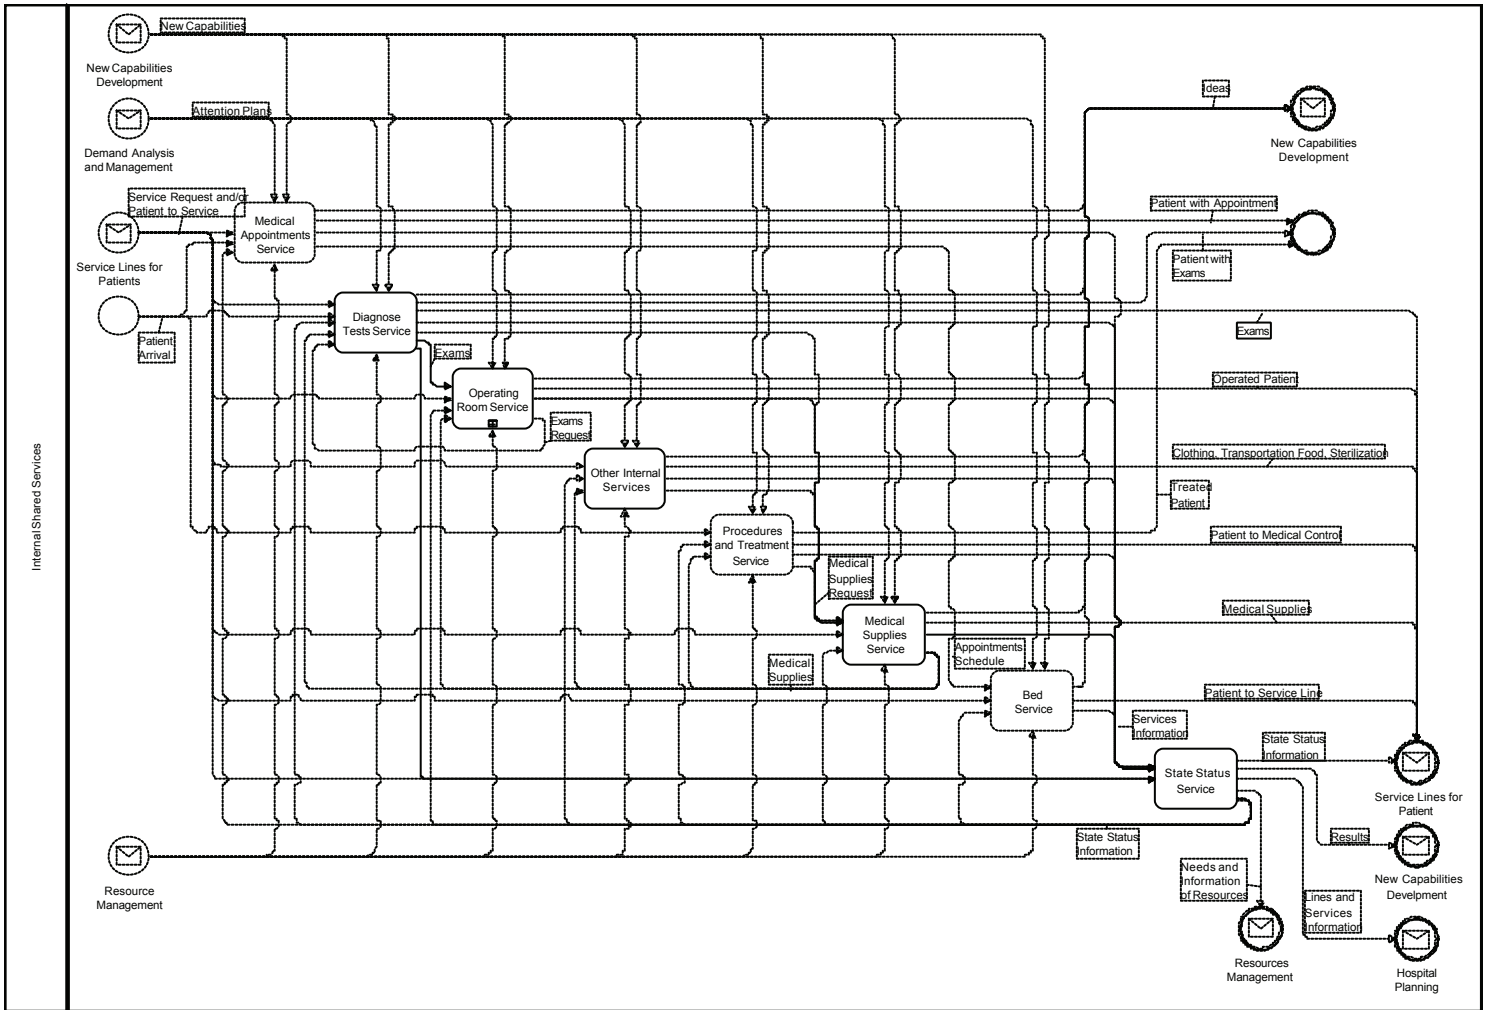 New Capabilities
New Capabilities
Development
Ideas
New Capabilities
Development
Attention Plans
Demand Analysis
and Management
Service Request and/or
Patient to Service
Medical
Appointments
Service
Patient with Appointment
Service Lines for
Patients
Patient with
Exams
Diagnose
Tests Service
Patient
Arrival
Exams
Exams
Operating
Room Service
Operated Patient
Exams
Request
Internal Shared Services
Other Internal
Services
Clothing, Transportation Food, Sterilization
Treated
Patient
Procedures
and Treatment
Service
Patient to Medical Control
Medical
Supplies
Request
Medical
Supplies
Service
Medical Supplies
Medical
Supplies
Appointments
Schedule
Bed
Service
Patient to Service Line
Services
Information
State Status
Information
State Status
Service
Service Lines for
Patient
State Status
Information
Results
New Capabilities
Develpment
Resource
Management
Needs and
Information
of Resources
Lines and
Services
Information
Resources
Management
Hospital
Planning